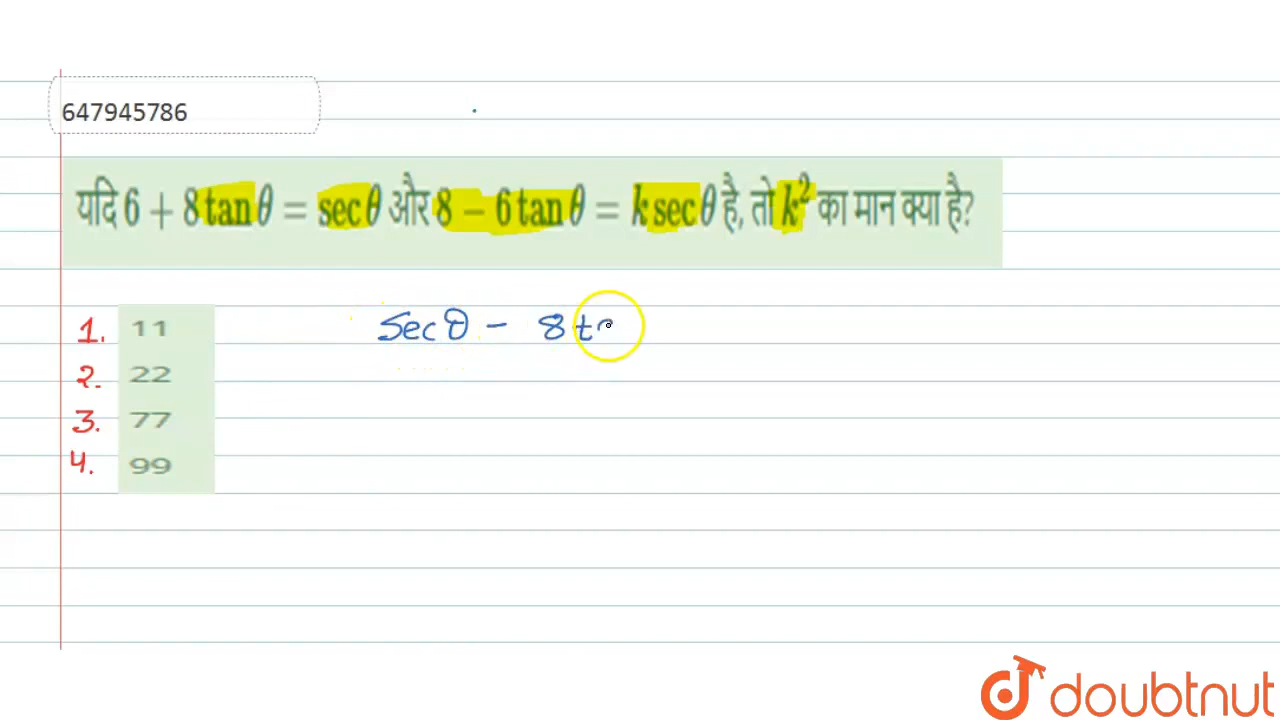 647945786
यदि 6 + 8 tan θ = sec θ और 8 − 6 tan θ = k sec θ है, तो k² का मान क्या है?
1. 11
2. 22
3. 77
4. 99
secθ − 8 t
doubtnut